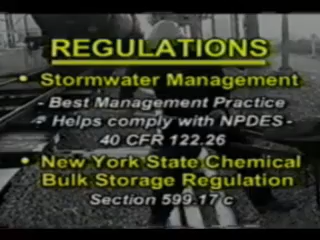 REGULATIONS
• Stormwater Management
- Best Management Practice
- Helps comply with NPDES -
40 CFR 122.26
• New York State Chemical
Bulk Storage Regulation
Section 599.17 c